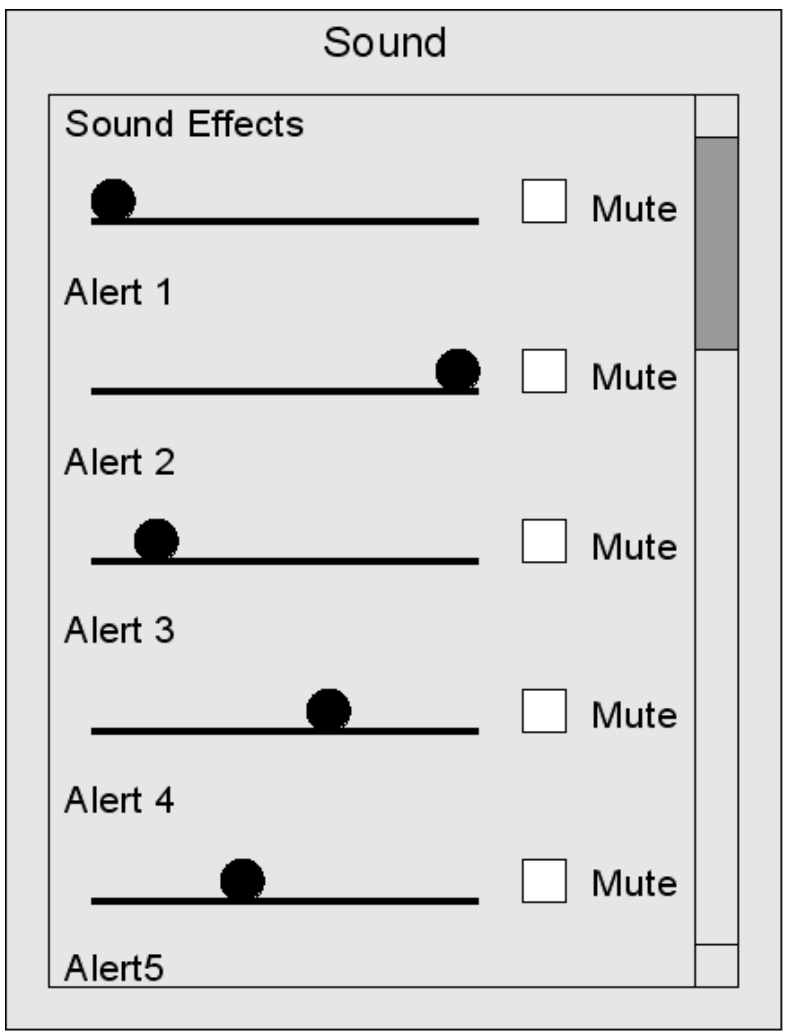 Sound
Sound Effects
Mute
Alert 1
Mute
Alert 2
Mute
Alert 3
Mute
Alert 4
Mute
Alert5